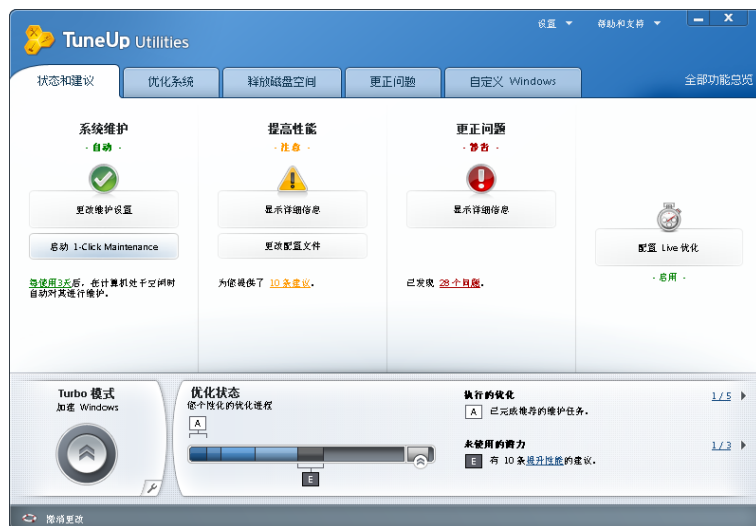 设置 帮助和支持
TuneUp Utilities
状态和建议 优化系统 释放磁盘空间 更正问题 自定义 Windows 全部功能总览
系统维护
- 自动 -
更改维护设置
启动 1-Click Maintenance
每使用3天后，在计算机处于空闲时
自动对其进行维护。
提高性能
- 注意 -
显示详细信息
更改配置文件
为您提供了 10 条建议。
更正问题
- 警告 -
显示详细信息
已发现 28 个问题。
配置 Live 优化
- 启用 -
Turbo 模式
加速 Windows
优化状态
您个性化的优化进程
A
E
执行的优化 1 / 5
A 已完成推荐的维护任务。
未使用的潜力 1 / 3
E 有 10 条提升性能的建议。
撤消更改